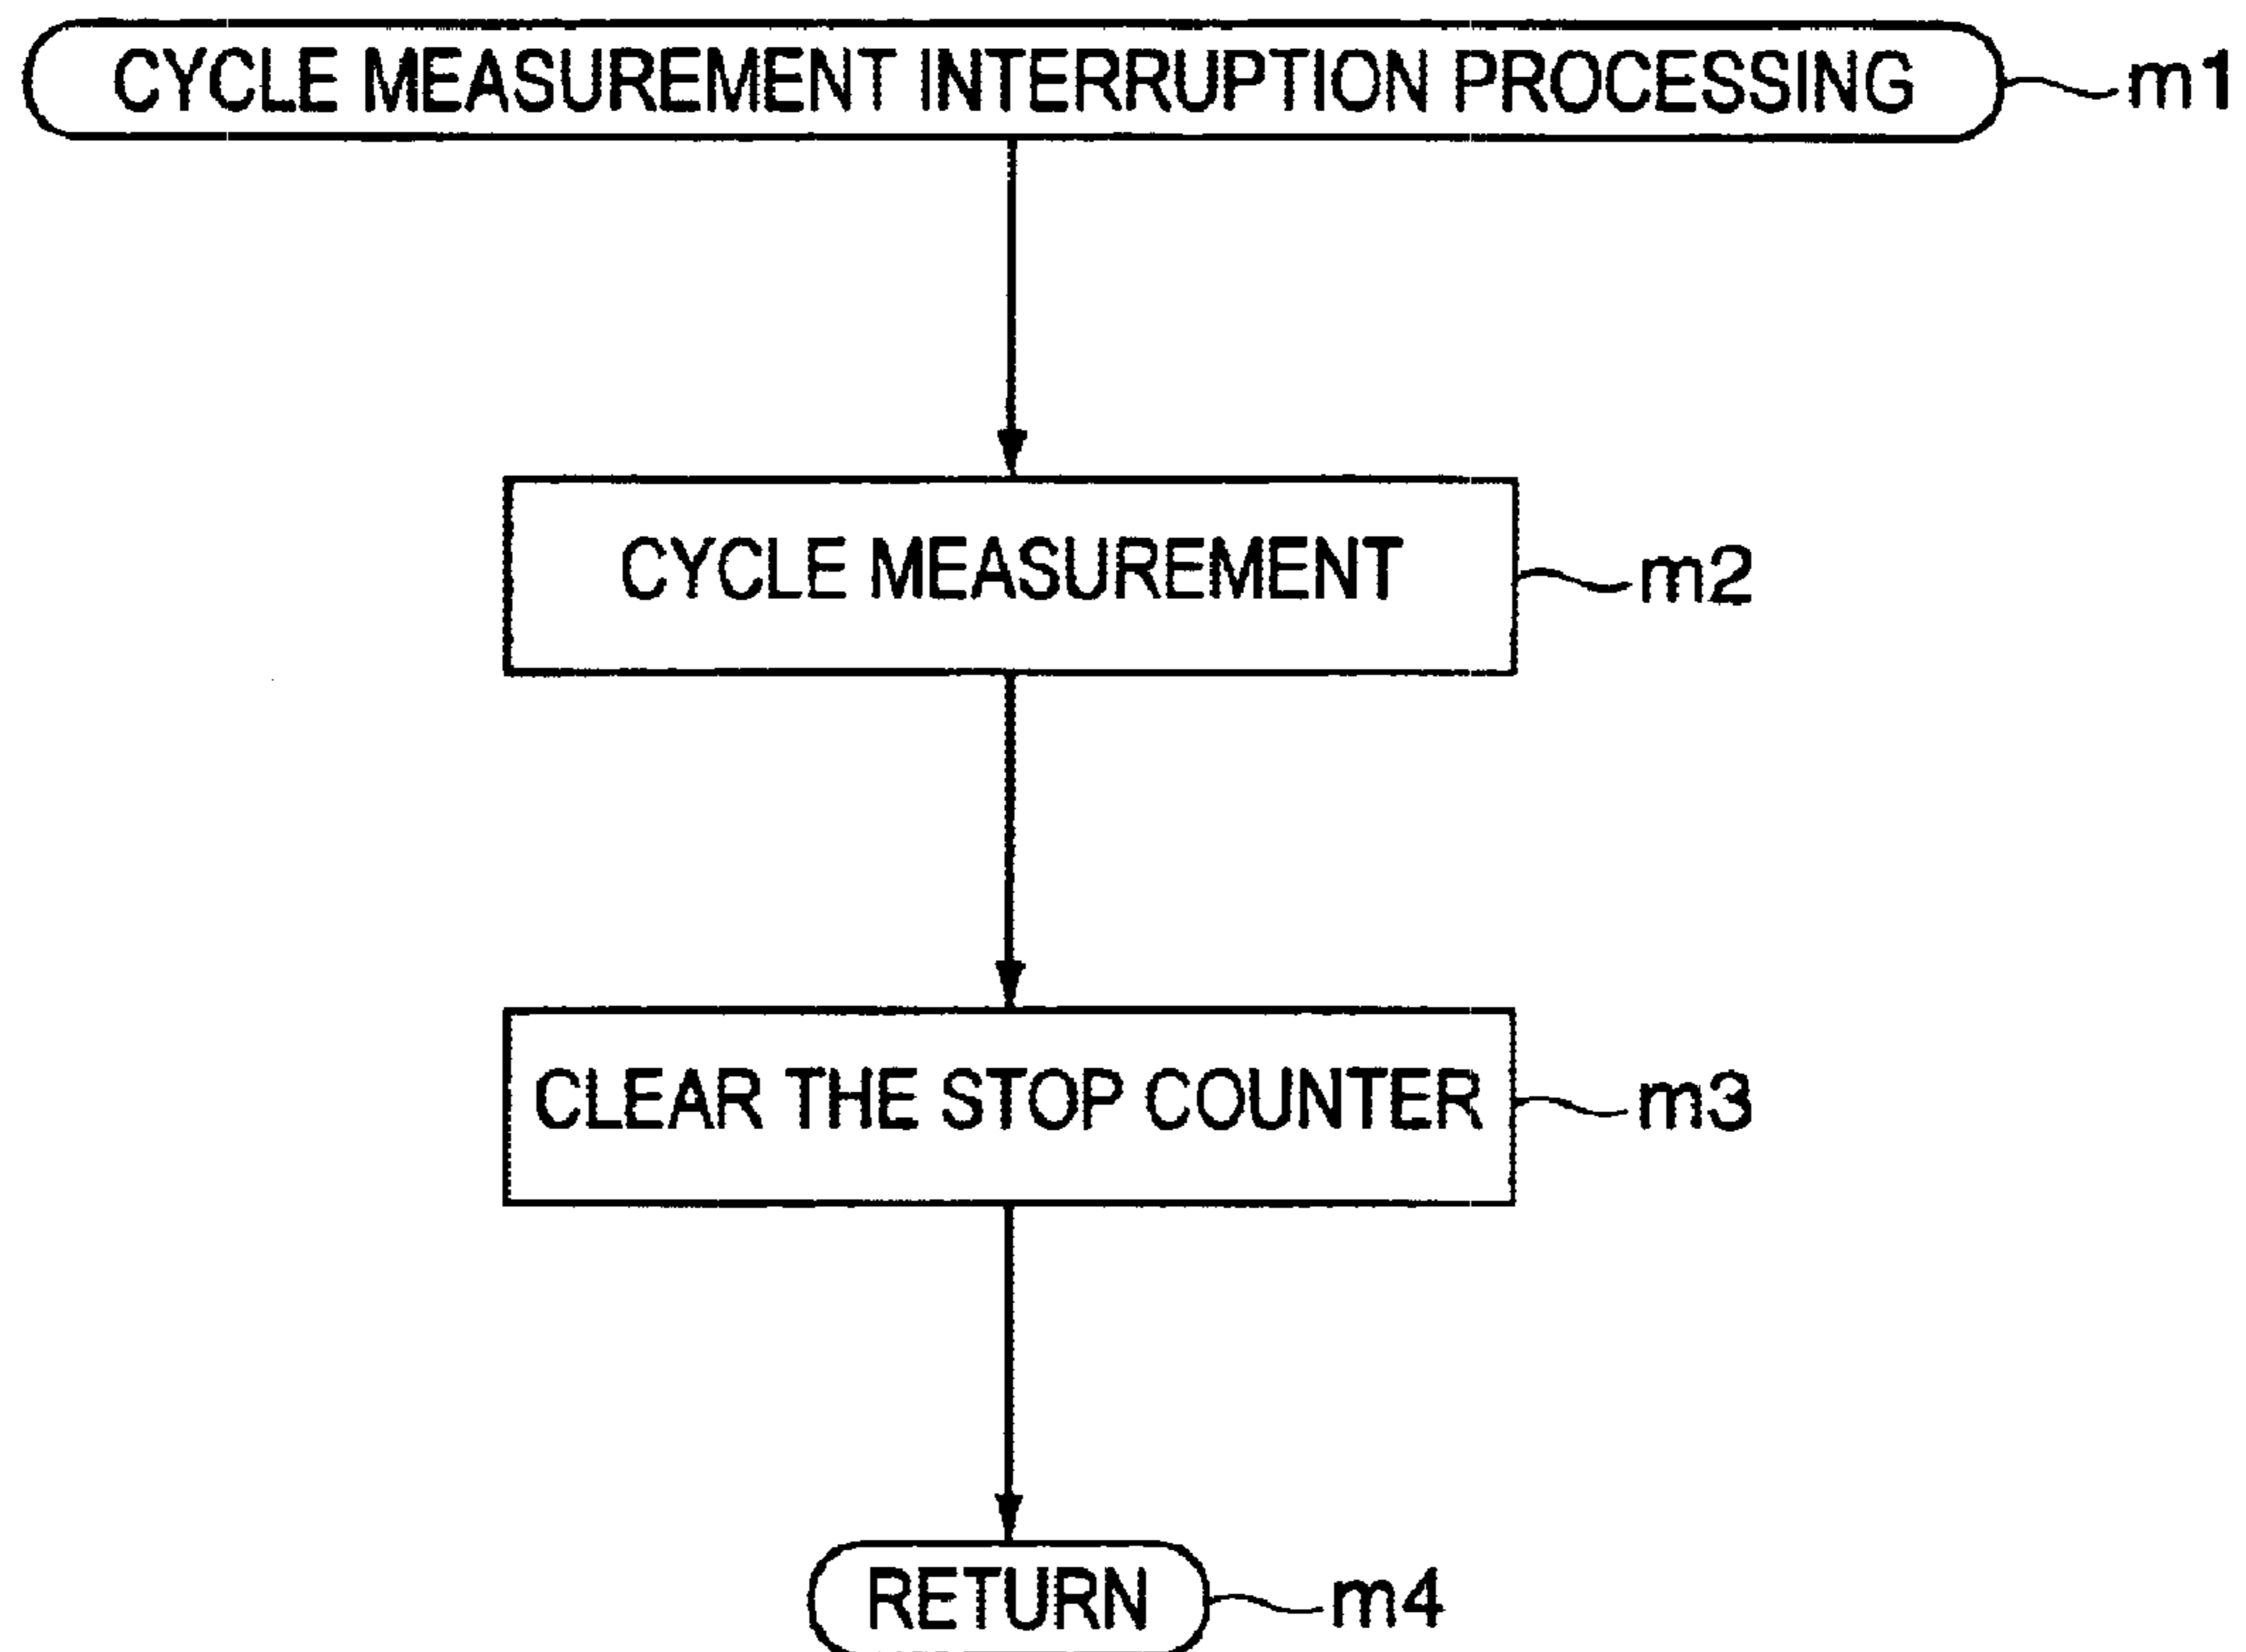 CYCLE MEASUREMENT INTERRUPTION PROCESSING m1
CYCLE MEASUREMENT m2
CLEAR THE STOP COUNTER m3
RETURN m4